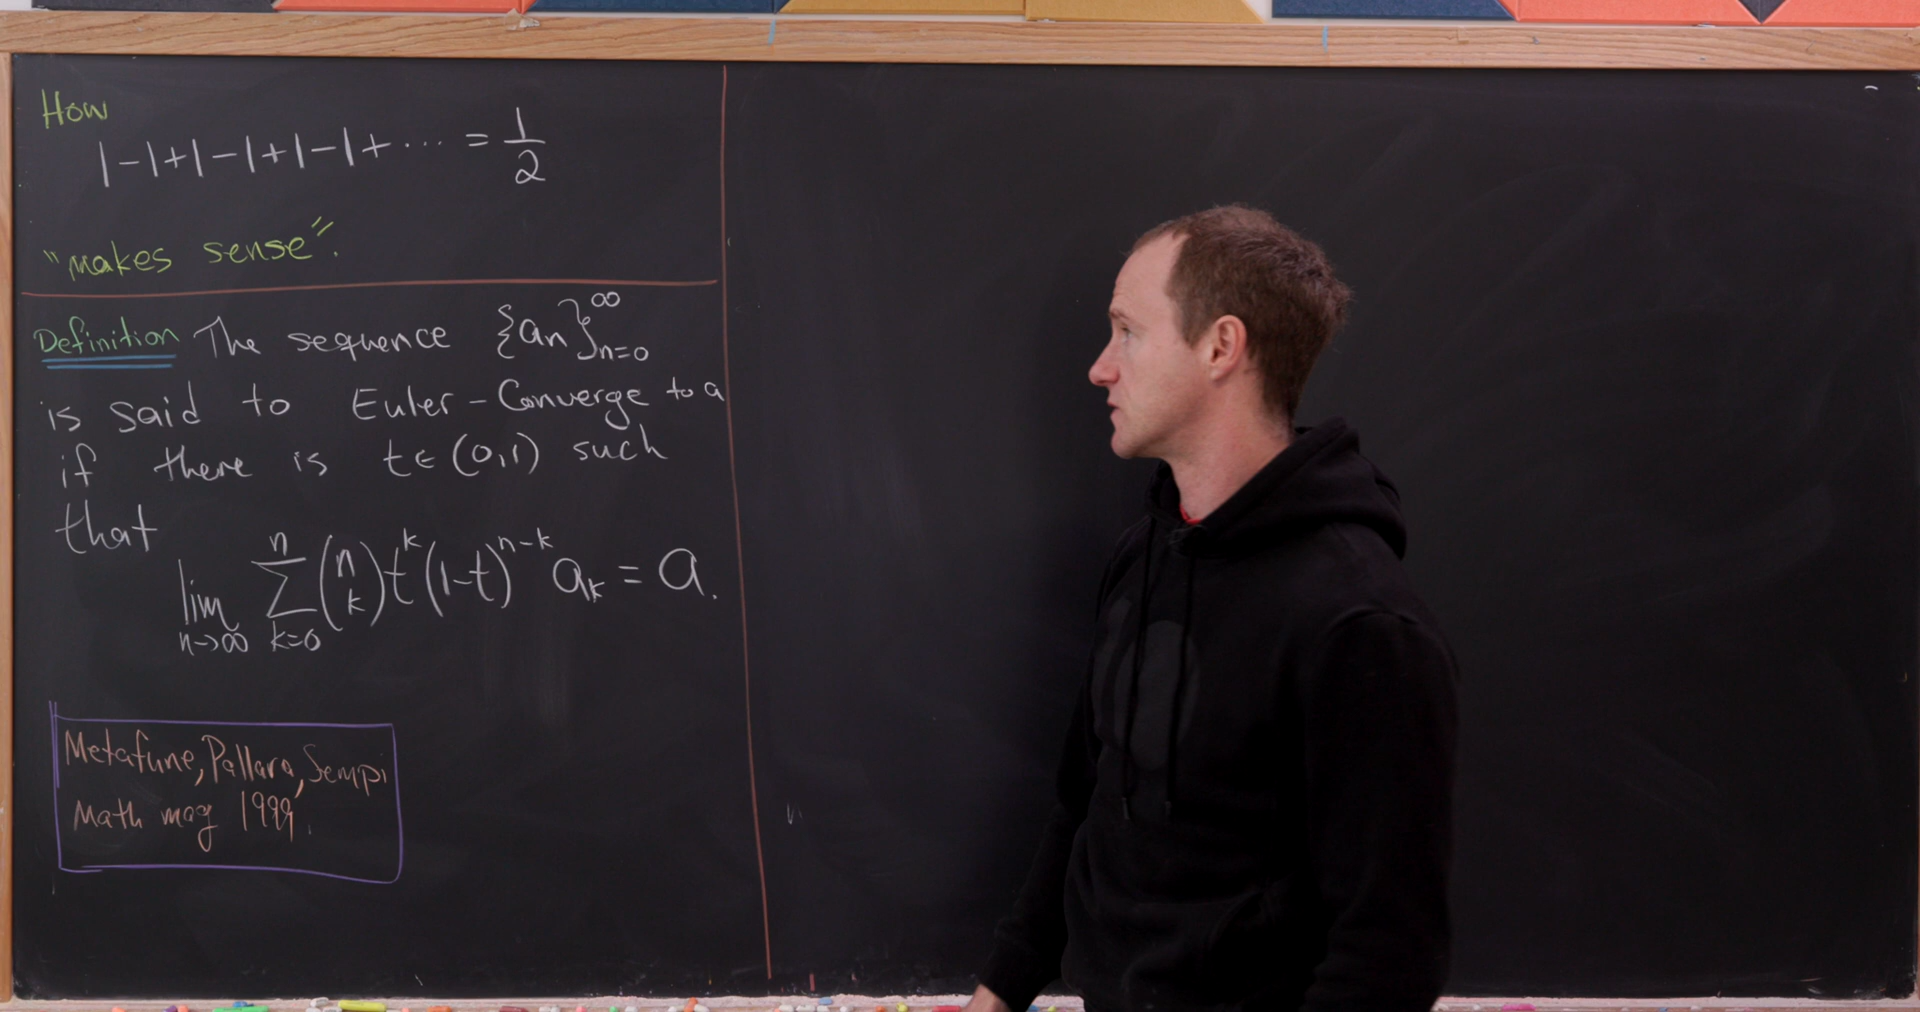 How
1-1+1-1+1-1+··· = 1/2
"makes sense".
Definition The sequence {an}∞n=0
is said to Euler-Converge to a
if there is t∈(0,1) such
that
lim n→∞ n∑k=0 (n k) t^k (1-t)^n-k a_k = a.
Metafune, Pallara, Sempi
Math mag 1999.